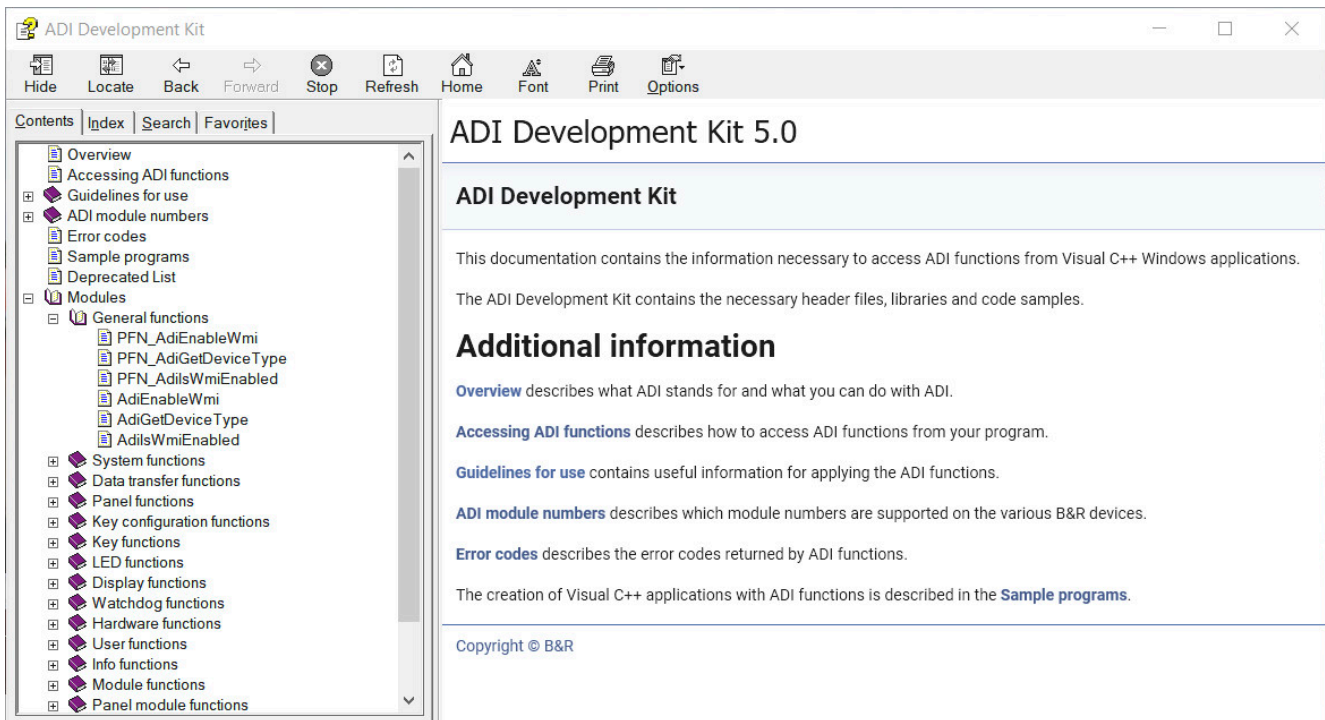 ADI Development Kit
Hide Locate Back Forward Stop Refresh Home Font Print Options
Contents Index Search Favorites
Overview
Accessing ADI functions
Guidelines for use
ADI module numbers
Error codes
Sample programs
Deprecated List
Modules
General functions
PFN_AdiEnableWmi
PFN_AdiGetDeviceType
PFN_AdiIsWmiEnabled
AdiEnableWmi
AdiGetDeviceType
AdiIsWmiEnabled
System functions
Data transfer functions
Panel functions
Key configuration functions
Key functions
LED functions
Display functions
Watchdog functions
Hardware functions
User functions
Info functions
Module functions
Panel module functions
ADI Development Kit 5.0
ADI Development Kit
This documentation contains the information necessary to access ADI functions from Visual C++ Windows applications.
The ADI Development Kit contains the necessary header files, libraries and code samples.
Additional information
Overview describes what ADI stands for and what you can do with ADI.
Accessing ADI functions describes how to access ADI functions from your program.
Guidelines for use contains useful information for applying the ADI functions.
ADI module numbers describes which module numbers are supported on the various B&R devices.
Error codes describes the error codes returned by ADI functions.
The creation of Visual C++ applications with ADI functions is described in the Sample programs.
Copyright © B&R